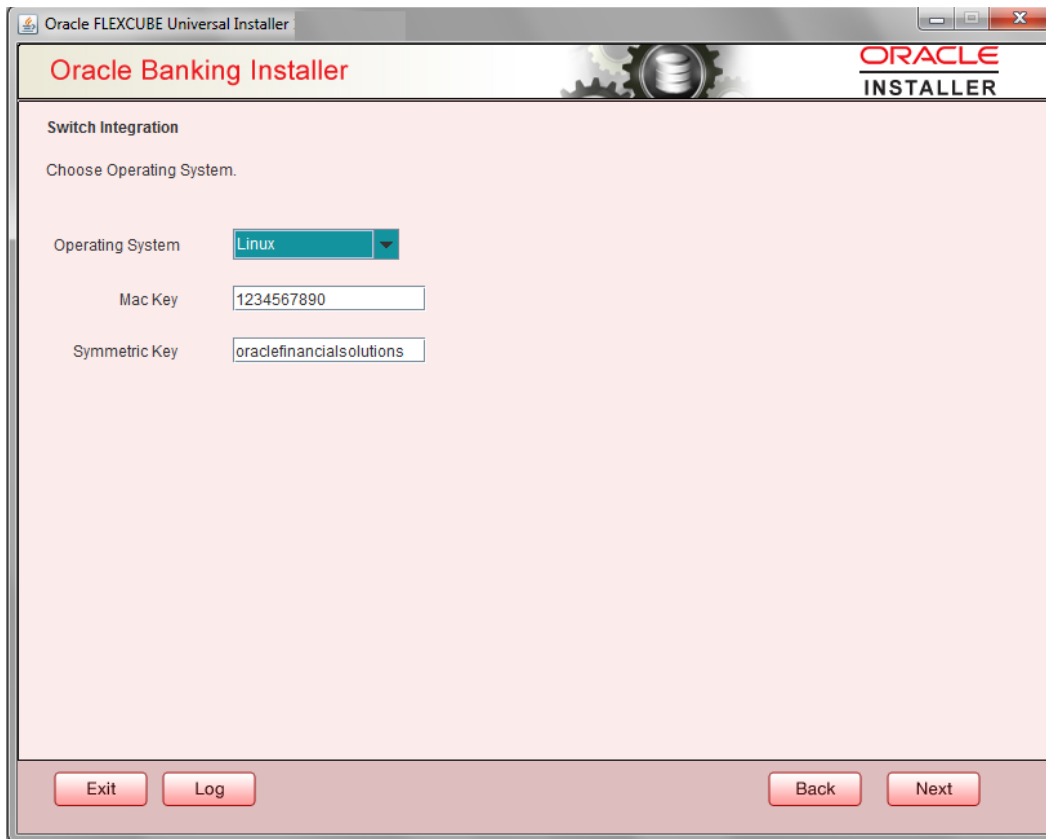 Oracle FLEXCUBE Universal Installer
Oracle Banking Installer
ORACLE
INSTALLER
Switch Integration
Choose Operating System.
Operating System Linux
Mac Key 1234567890
Symmetric Key oraclefinancialsolutions
Exit Log Back Next